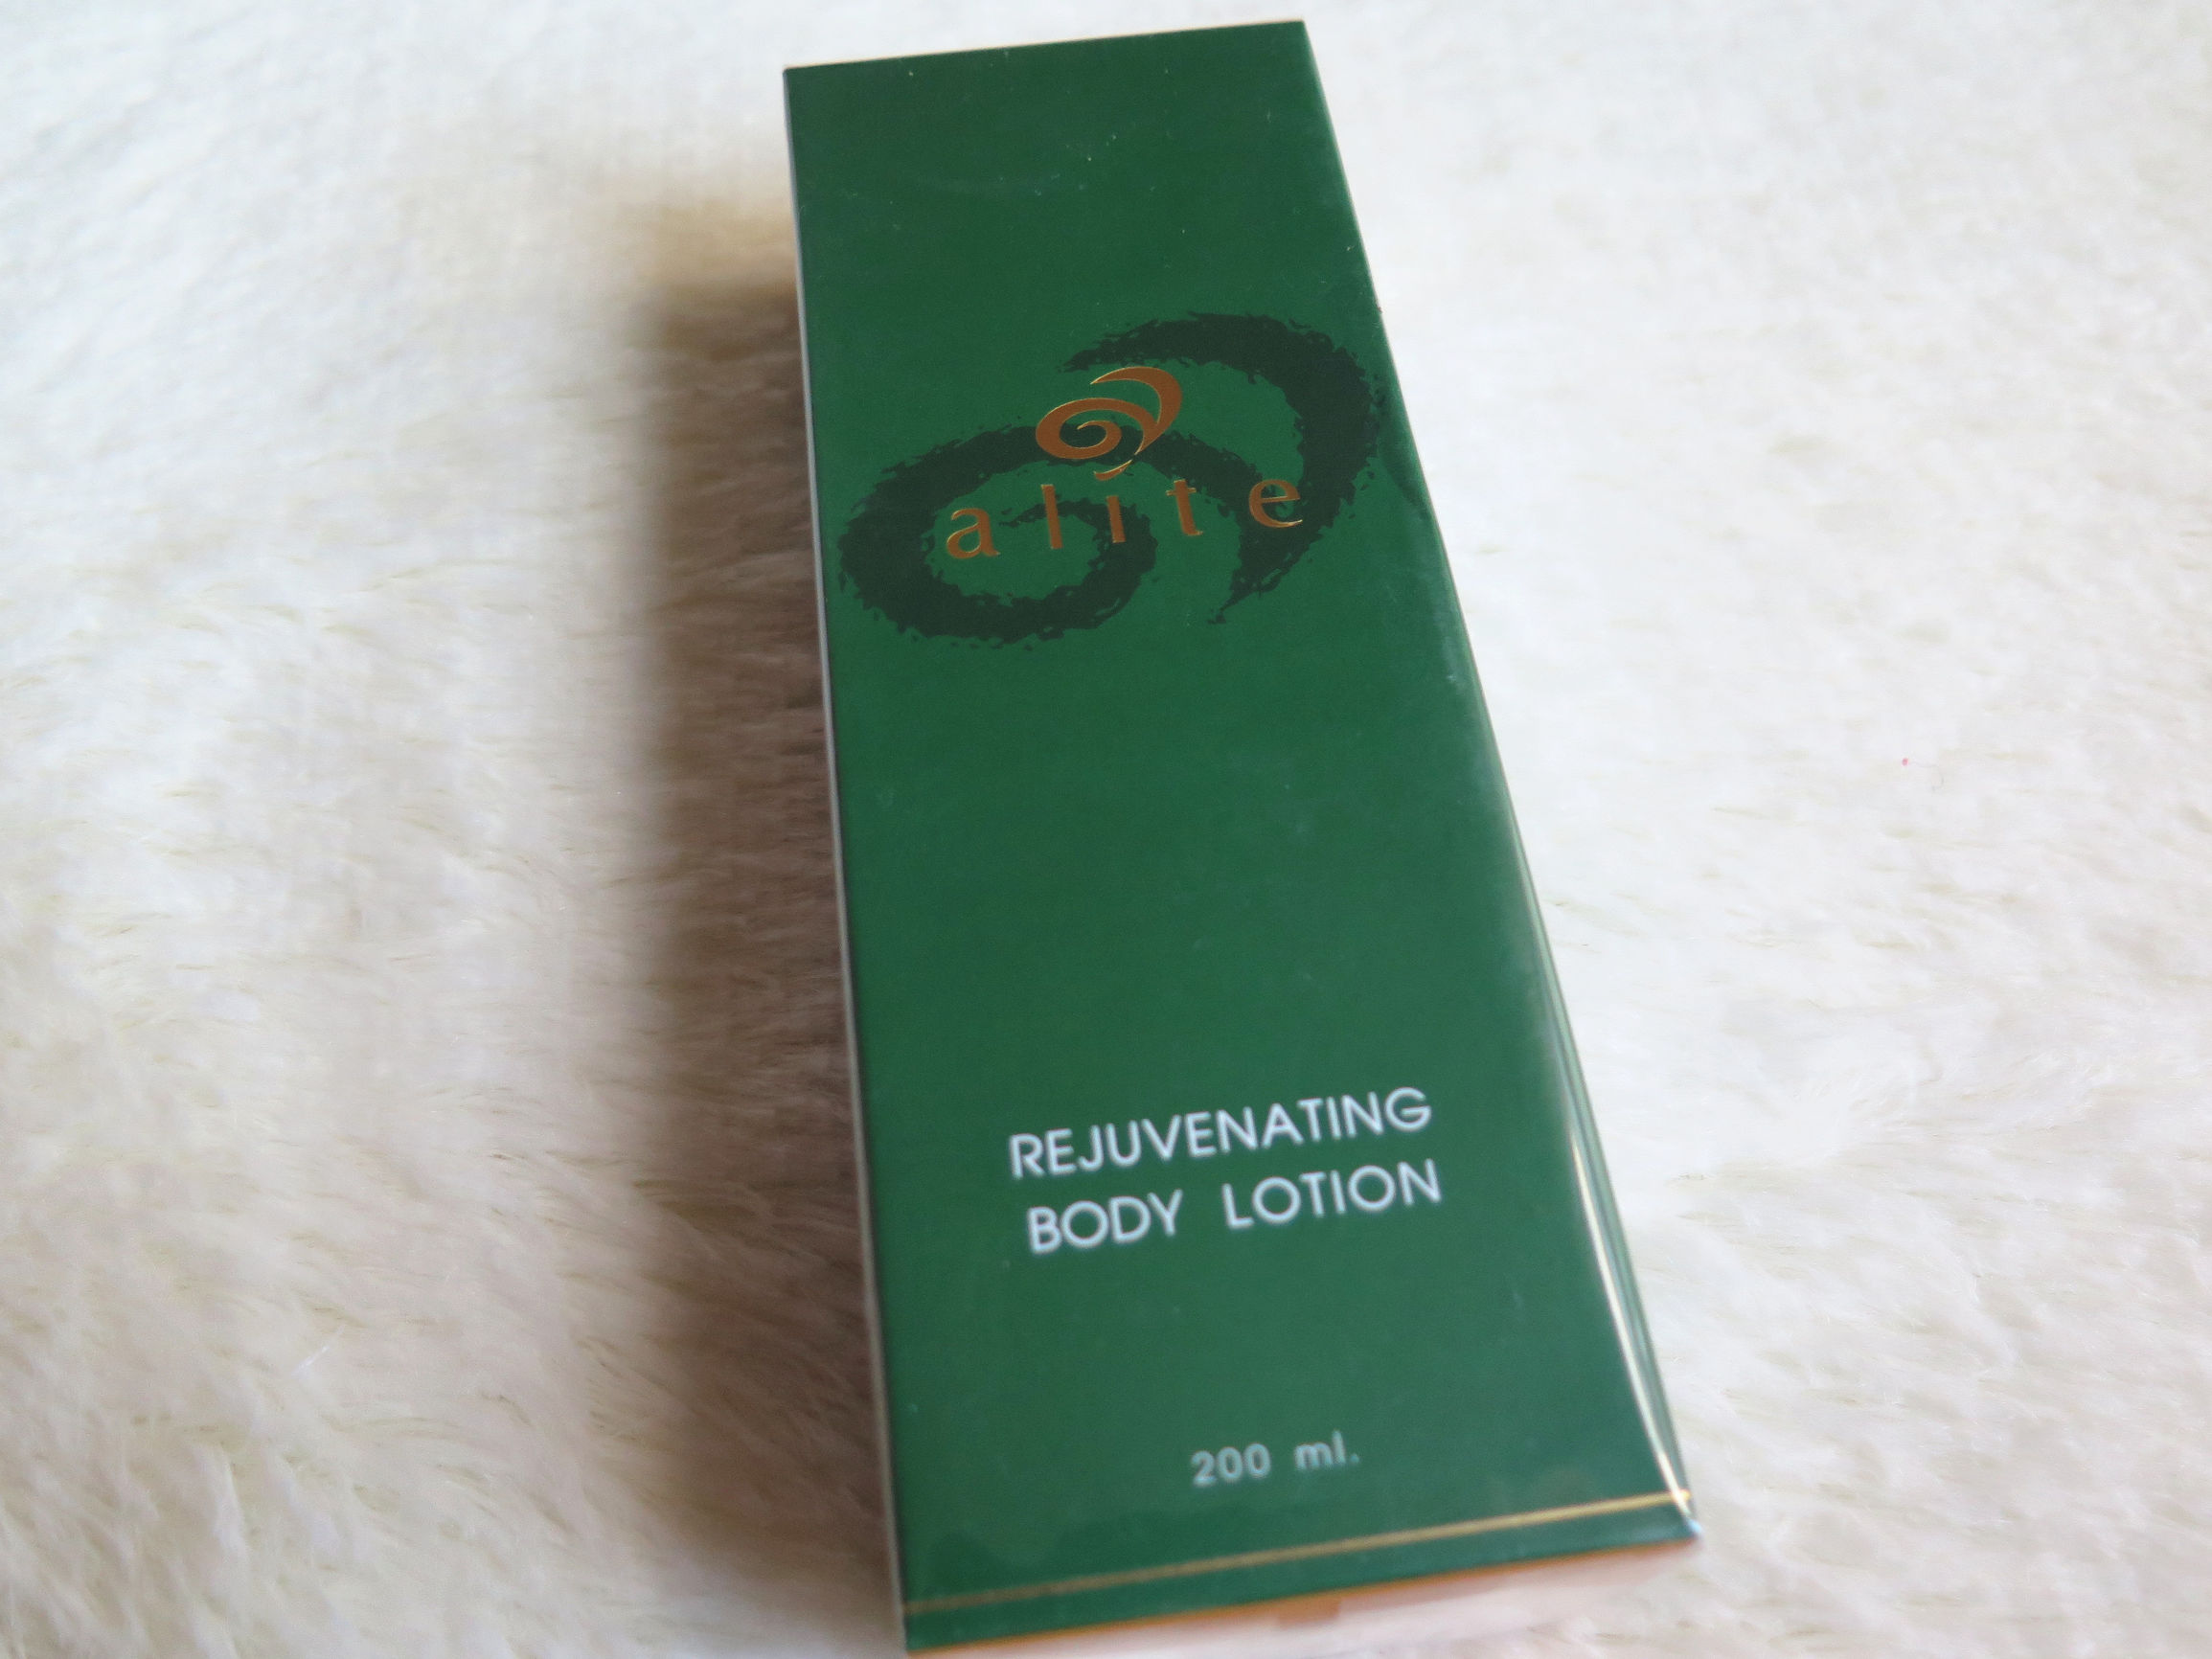 alite
REJUVENATING
BODY LOTION
200 ml.